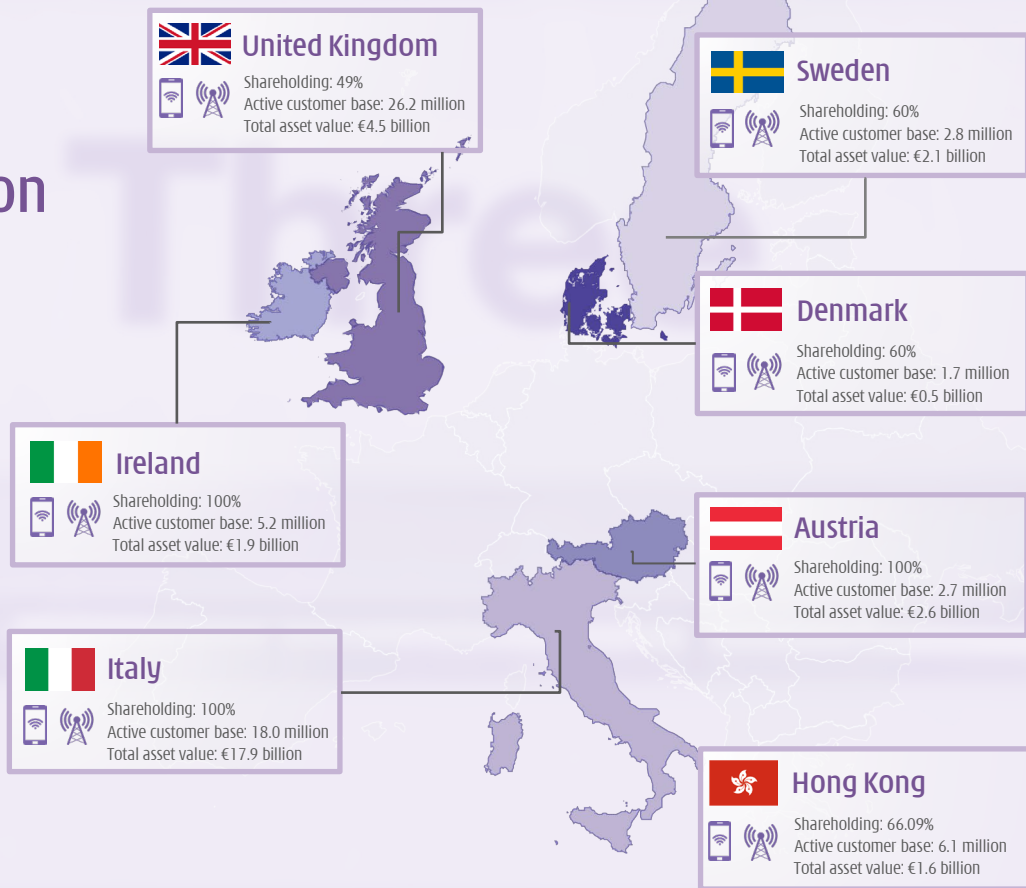 United Kingdom
Shareholding: 49%
Active customer base: 26.2 million
Total asset value: €4.5 billion
Sweden
Shareholding: 60%
Active customer base: 2.8 million
Total asset value: €2.1 billion
on
Three
Denmark
Shareholding: 60%
Active customer base: 1.7 million
Total asset value: €0.5 billion
Ireland
Shareholding: 100%
Active customer base: 5.2 million
Total asset value: €1.9 billion
Austria
Shareholding: 100%
Active customer base: 2.7 million
Total asset value: €2.6 billion
Italy
Shareholding: 100%
Active customer base: 18.0 million
Total asset value: €17.9 billion
Hong Kong
Shareholding: 66.09%
Active customer base: 6.1 million
Total asset value: €1.6 billion